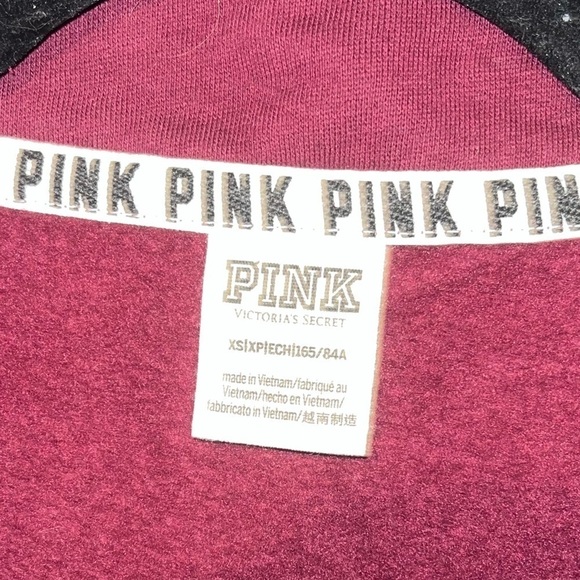 PINK PINK PINK PIN
PINK
VICTORIA'S SECRET
XS|XP|ECH|165/84A
made in Vietnam/fabriqué au
Vietnam/hecho en Vietnam/
fabbricato in Vietnam/越南制造